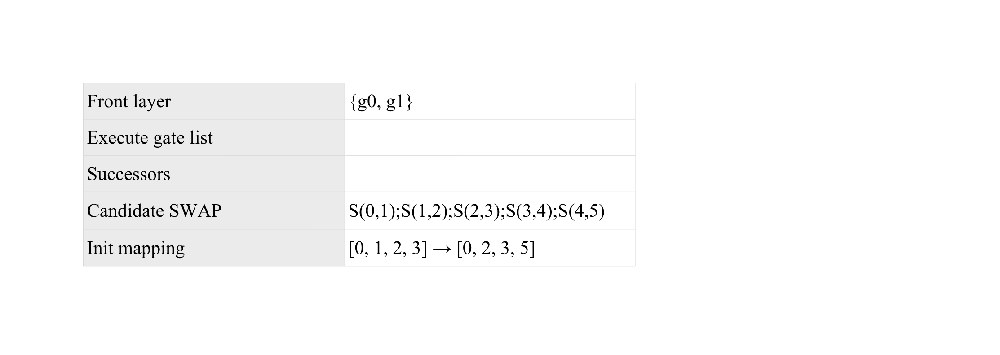 Front layer {g0, g1}
Execute gate list
Successors
Candidate SWAP S(0,1);S(1,2);S(2,3);S(3,4);S(4,5)
Init mapping [0, 1, 2, 3] → [0, 2, 3, 5]